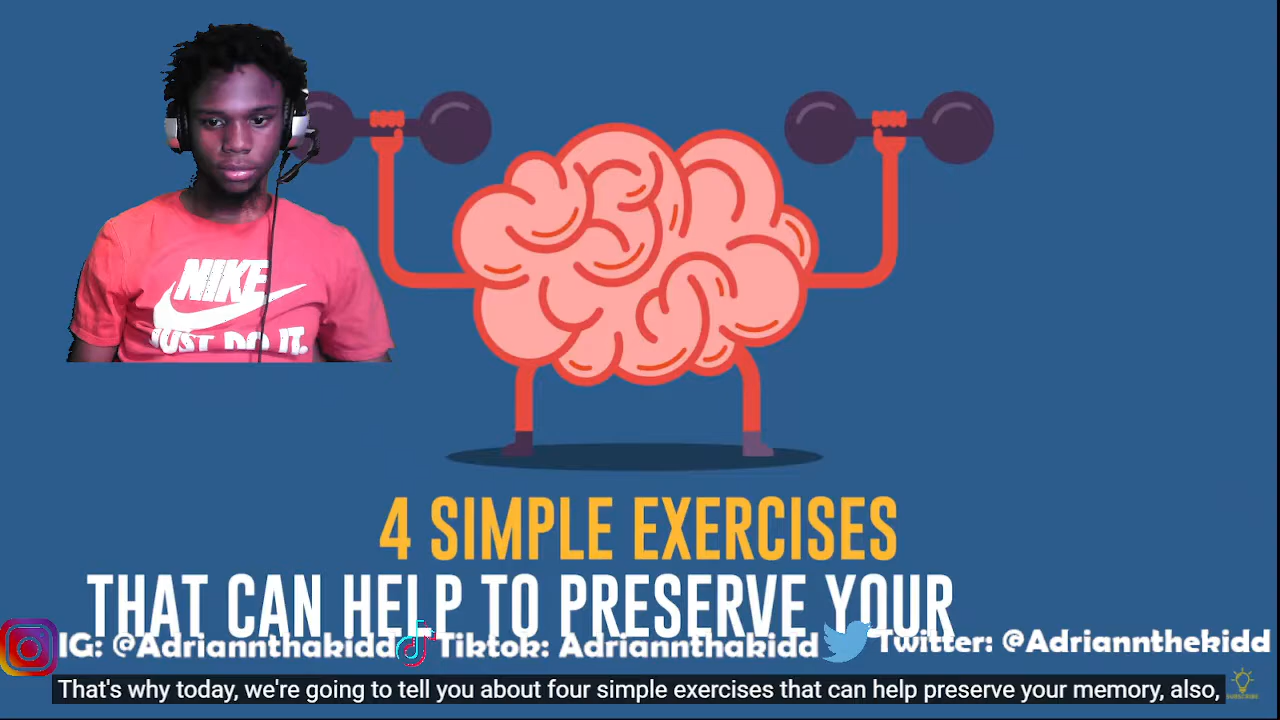 NIKE
JUST DO IT.
4 SIMPLE EXERCISES
THAT CAN HELP TO PRESERVE YOUR
IG: @Adriannthakidd Tiktok: Adriannthakidd Twitter: @Adriannthekidd
That's why today, we're going to tell you about four simple exercises that can help preserve your memory, also,
SUBSCRIBE